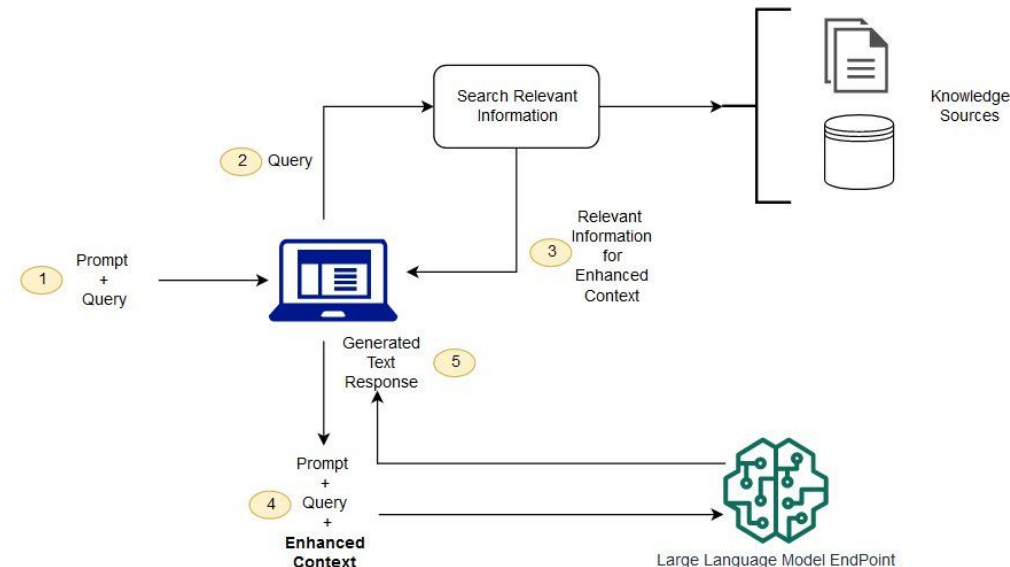 Search Relevant
Information
Knowledge
Sources
2 Query
Relevant
Information
for
Enhanced
Context
3
1
Prompt
+
Query
Generated
Text
Response
5
4
Prompt
+
Query
+
Enhanced
Context
Large Language Model EndPoint